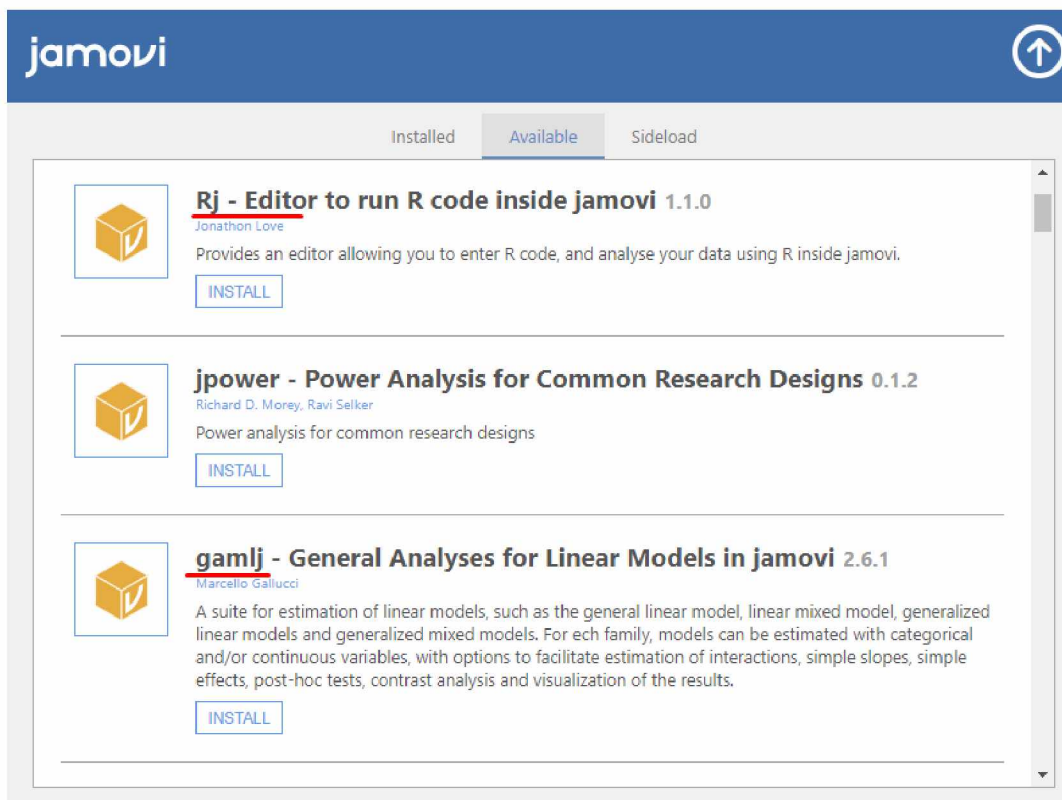 jamovi
Installed Available Sideload
Rj - Editor to run R code inside jamovi 1.1.0
Jonathon Love
Provides an editor allowing you to enter R code, and analyse your data using R inside jamovi.
INSTALL
jpower - Power Analysis for Common Research Designs 0.1.2
Richard D. Morey, Ravi Selker
Power analysis for common research designs
INSTALL
gamlj - General Analyses for Linear Models in jamovi 2.6.1
Marcello Gallucci
A suite for estimation of linear models, such as the general linear model, linear mixed model, generalized
linear models and generalized mixed models. For ech family, models can be estimated with categorical
and/or continuous variables, with options to facilitate estimation of interactions, simple slopes, simple
effects, post-hoc tests, contrast analysis and visualization of the results.
INSTALL